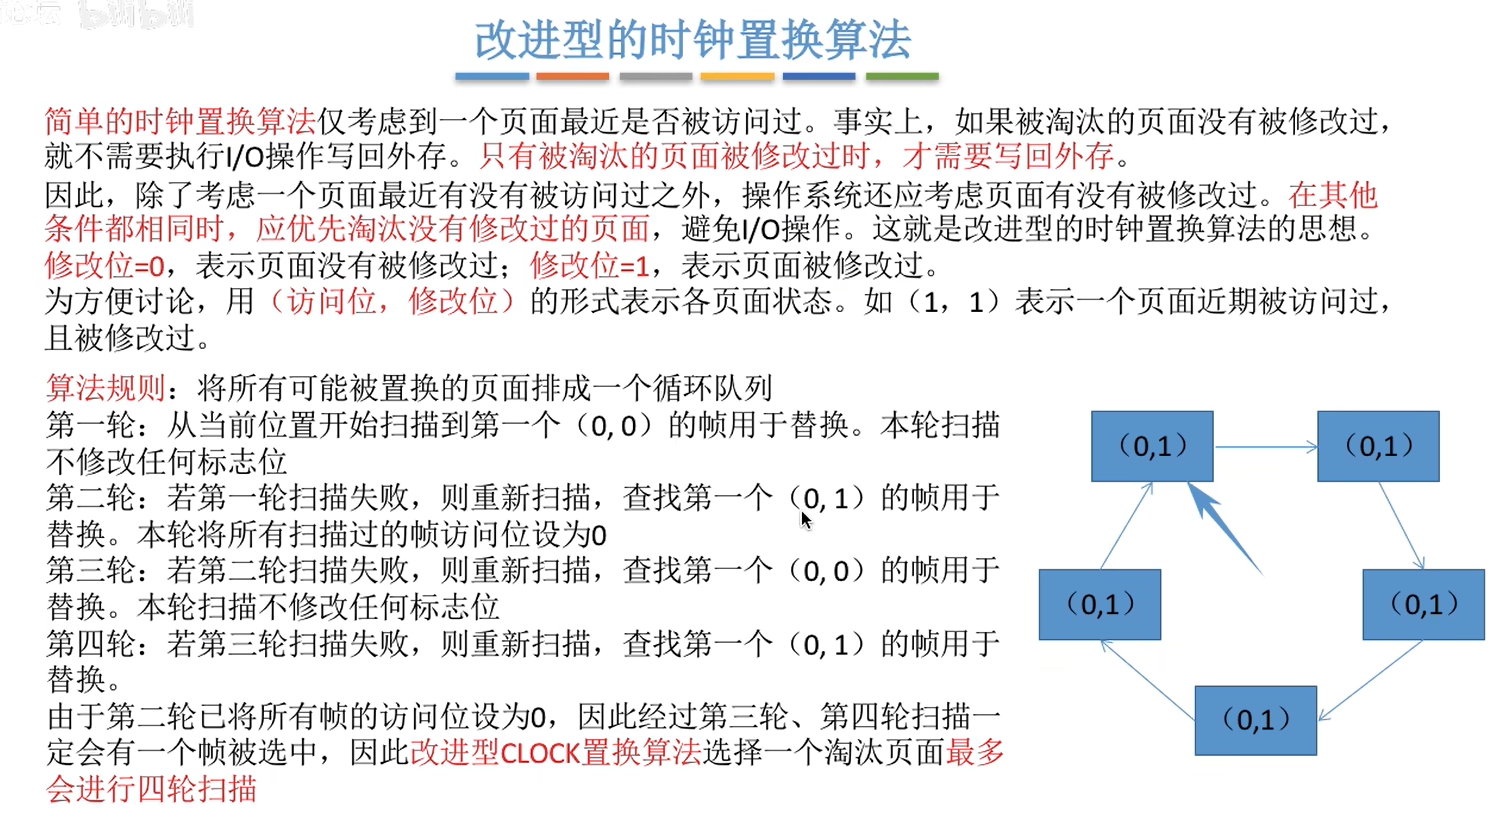 改进型的时钟置换算法
简单的时钟置换算法仅考虑到一个页面最近是否被访问过。事实上，如果被淘汰的页面没有被修改过，
就不需要执行I/O操作写回外存。只有被淘汰的页面被修改过时，才需要写回外存。
因此，除了考虑一个页面最近有没有被访问过之外，操作系统还应考虑页面有没有被修改过。在其他
条件都相同时，应优先淘汰没有修改过的页面，避免I/O操作。这就是改进型的时钟置换算法的思想。
修改位=0，表示页面没有被修改过；修改位=1，表示页面被修改过。
为方便讨论，用（访问位，修改位）的形式表示各页面状态。如（1，1）表示一个页面近期被访问过，
且被修改过。
算法规则：将所有可能被置换的页面排成一个循环队列
第一轮：从当前位置开始扫描到第一个（0, 0）的帧用于替换。本轮扫描
不修改任何标志位
第二轮：若第一轮扫描失败，则重新扫描，查找第一个（0, 1）的帧用于
替换。本轮将所有扫描过的帧访问位设为0
第三轮：若第二轮扫描失败，则重新扫描，查找第一个（0, 0）的帧用于
替换。本轮扫描不修改任何标志位
第四轮：若第三轮扫描失败，则重新扫描，查找第一个（0, 1）的帧用于
替换。
由于第二轮已将所有帧的访问位设为0，因此经过第三轮、第四轮扫描一
定会有一个帧被选中，因此改进型CLOCK置换算法选择一个淘汰页面最多
会进行四轮扫描
（0,1）
（0,1）
（0,1）
（0,1）
（0,1）